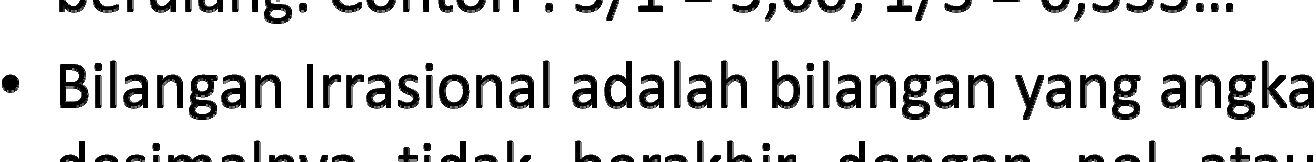 berulang. Contoh : 5/1 = 5,00; 1/3 = 0,333...
• Bilangan Irrasional adalah bilangan yang angka
desimalnya tidak berakhir dengan nol atau